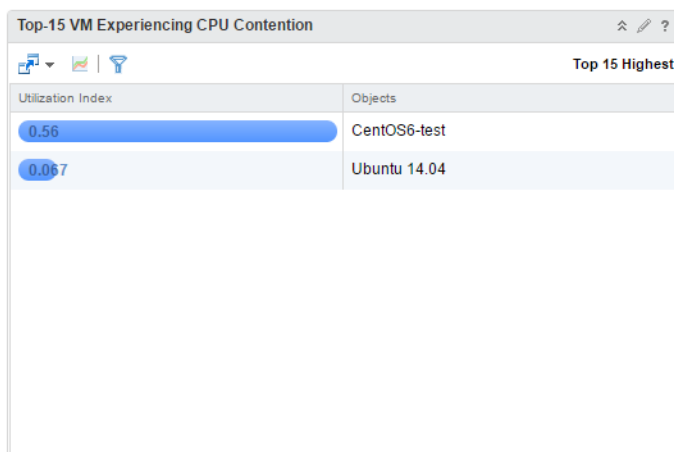 Top-15 VM Experiencing CPU Contention ?
Top 15 Highest
Utilization Index Objects
0.56 CentOS6-test
0.067 Ubuntu 14.04